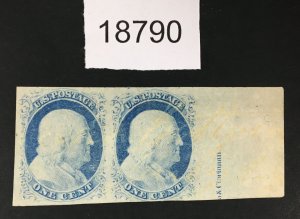 18790
U.S. POSTAGE
ONE CENT
U.S. POSTAGE
ONE CENT